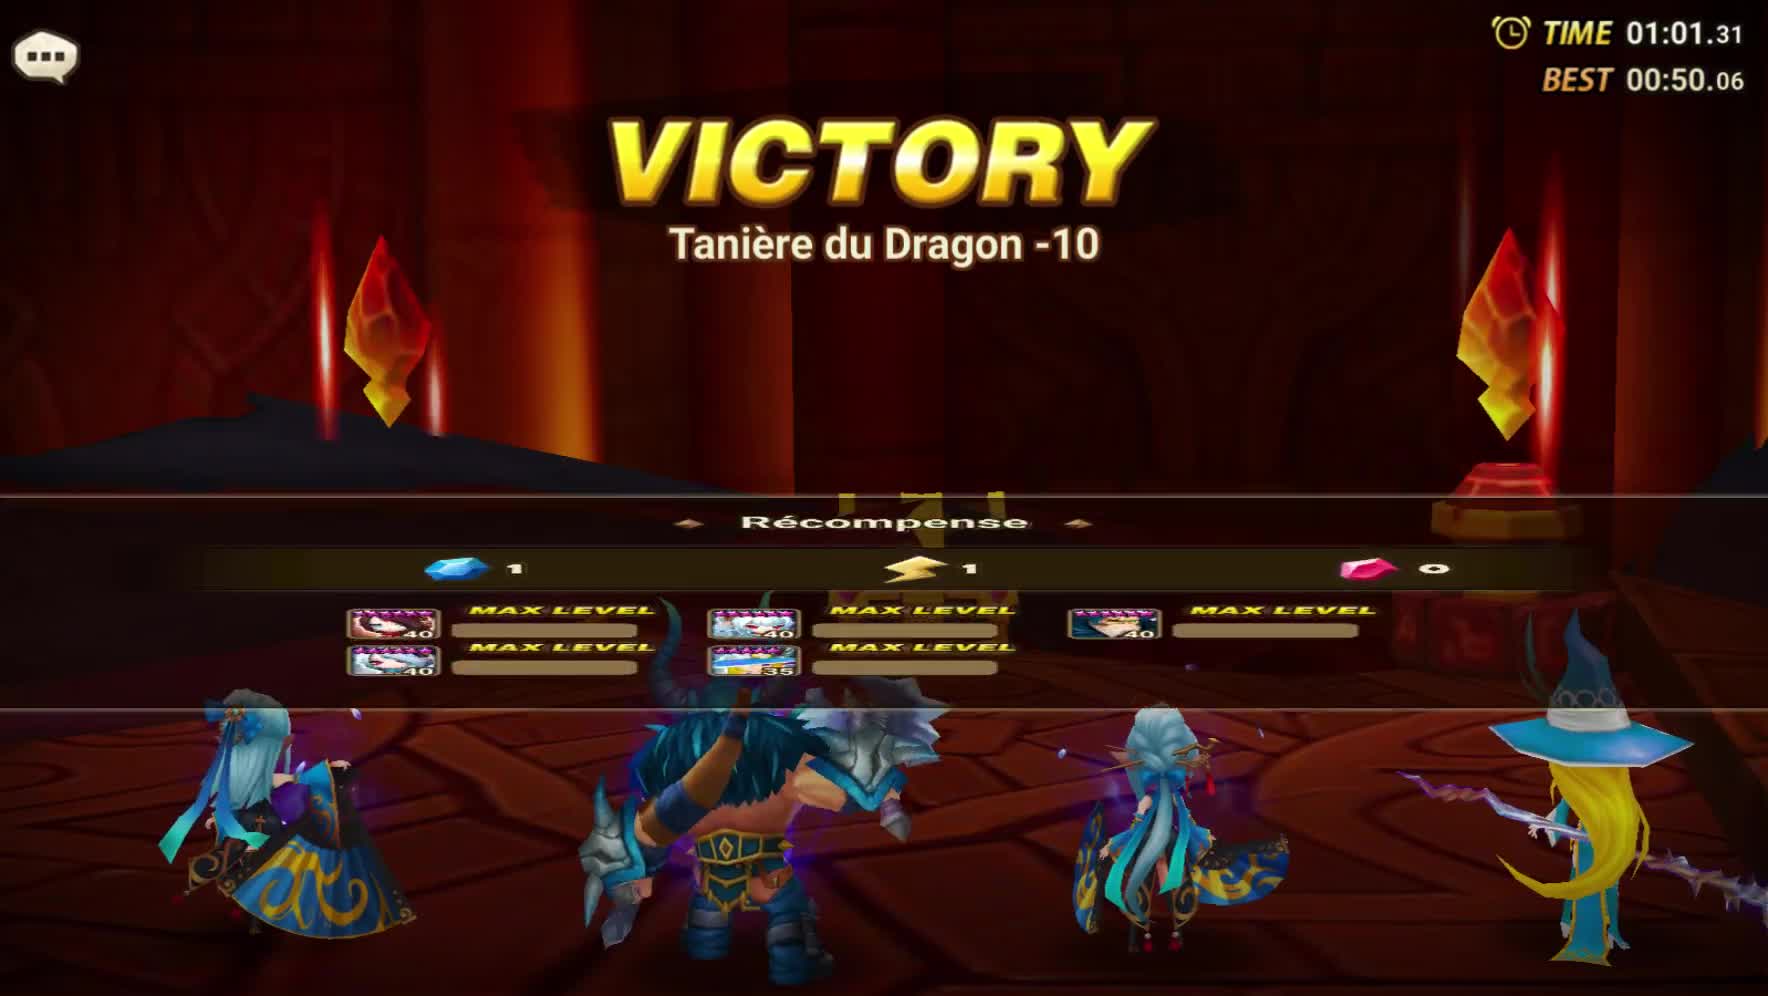 TIME 01:01.31
BEST 00:50.06
VICTORY
Tanière du Dragon -10
Récompense
1 1 0
40 MAX LEVEL 40 MAX LEVEL 40 MAX LEVEL
40 MAX LEVEL 35 MAX LEVEL